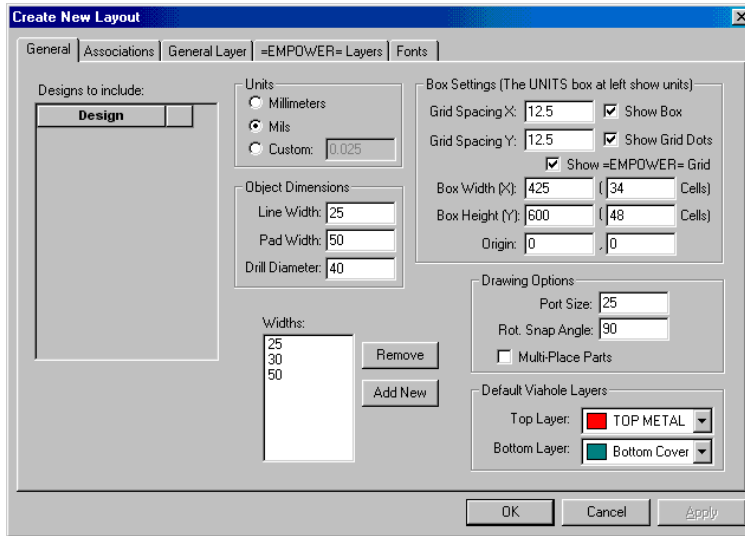 Create New Layout
General Associations General Layer =EMPOWER= Layers Fonts
Designs to include:
Design
Units
Millimeters
Mils
Custom: 0.025
Object Dimensions
Line Width: 25
Pad Width: 50
Drill Diameter: 40
Widths:
25
30
50
Remove
Add New
Box Settings (The UNITS box at left show units)
Grid Spacing X: 12.5 Show Box
Grid Spacing Y: 12.5 Show Grid Dots
Show =EMPOWER= Grid
Box Width (X): 425 ( 34 Cells)
Box Height (Y): 600 ( 48 Cells)
Origin: 0 , 0
Drawing Options
Port Size: 25
Rot. Snap Angle: 90
Multi-Place Parts
Default Viahole Layers
Top Layer: TOP METAL
Bottom Layer: Bottom Cover
OK Cancel Apply